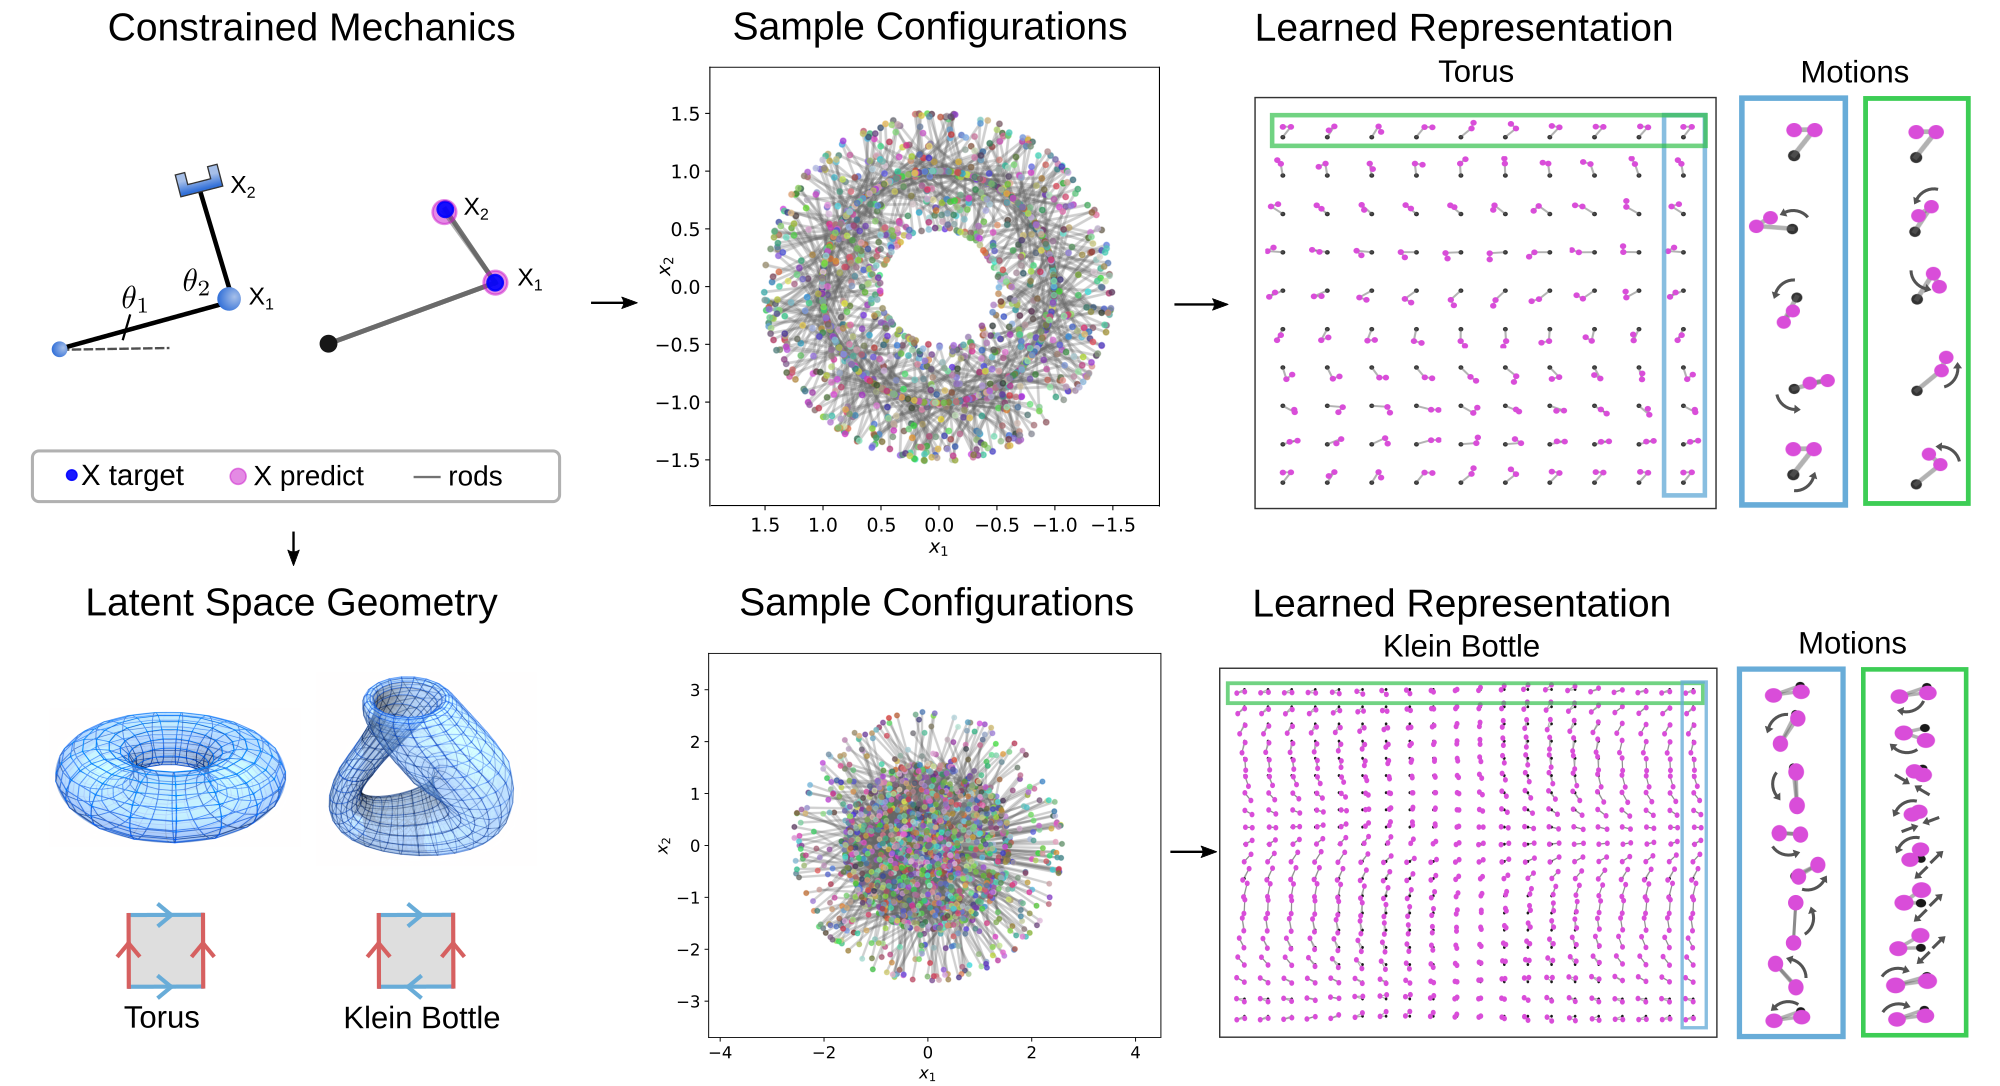 Constrained Mechanics
X2
θ2
X1
θ1
X2
X1
X target
X predict
rods
Latent Space Geometry
Torus
Klein Bottle
Sample Configurations
1.5
1.0
0.5
0.0
−0.5
−1.0
−1.5
x2
1.5
1.0
0.5
0.0
−0.5
−1.0
−1.5
x1
Learned Representation
Torus
Motions
Sample Configurations
3
2
1
0
−1
−2
−3
x2
−4
−2
0
2
4
x1
Learned Representation
Klein Bottle
Motions